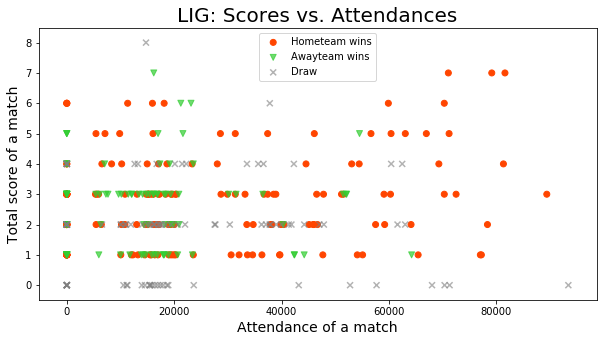 LIG: Scores vs. Attendances
Hometeam wins
Awayteam wins
Draw
Total score of a match
8
7
6
5
4
3
2
1
0
0 20000 40000 60000 80000
Attendance of a match